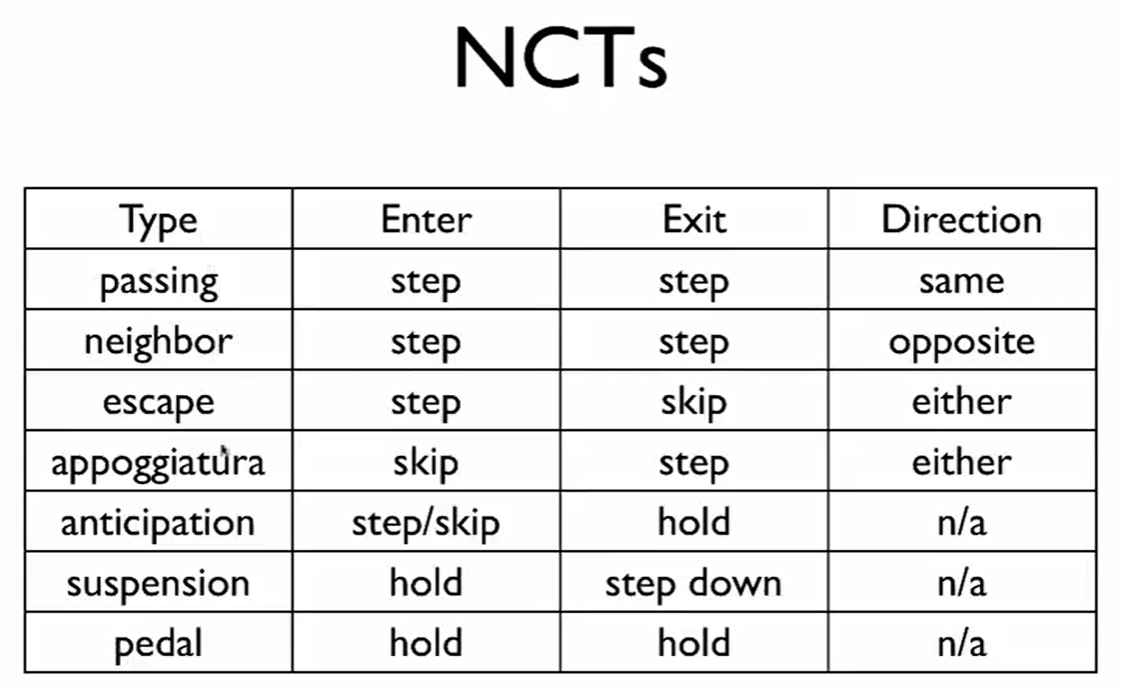 NCTs
Type Enter Exit Direction
passing step step same
neighbor step step opposite
escape step skip either
appoggiatura skip step either
anticipation step/skip hold n/a
suspension hold step down n/a
pedal hold hold n/a